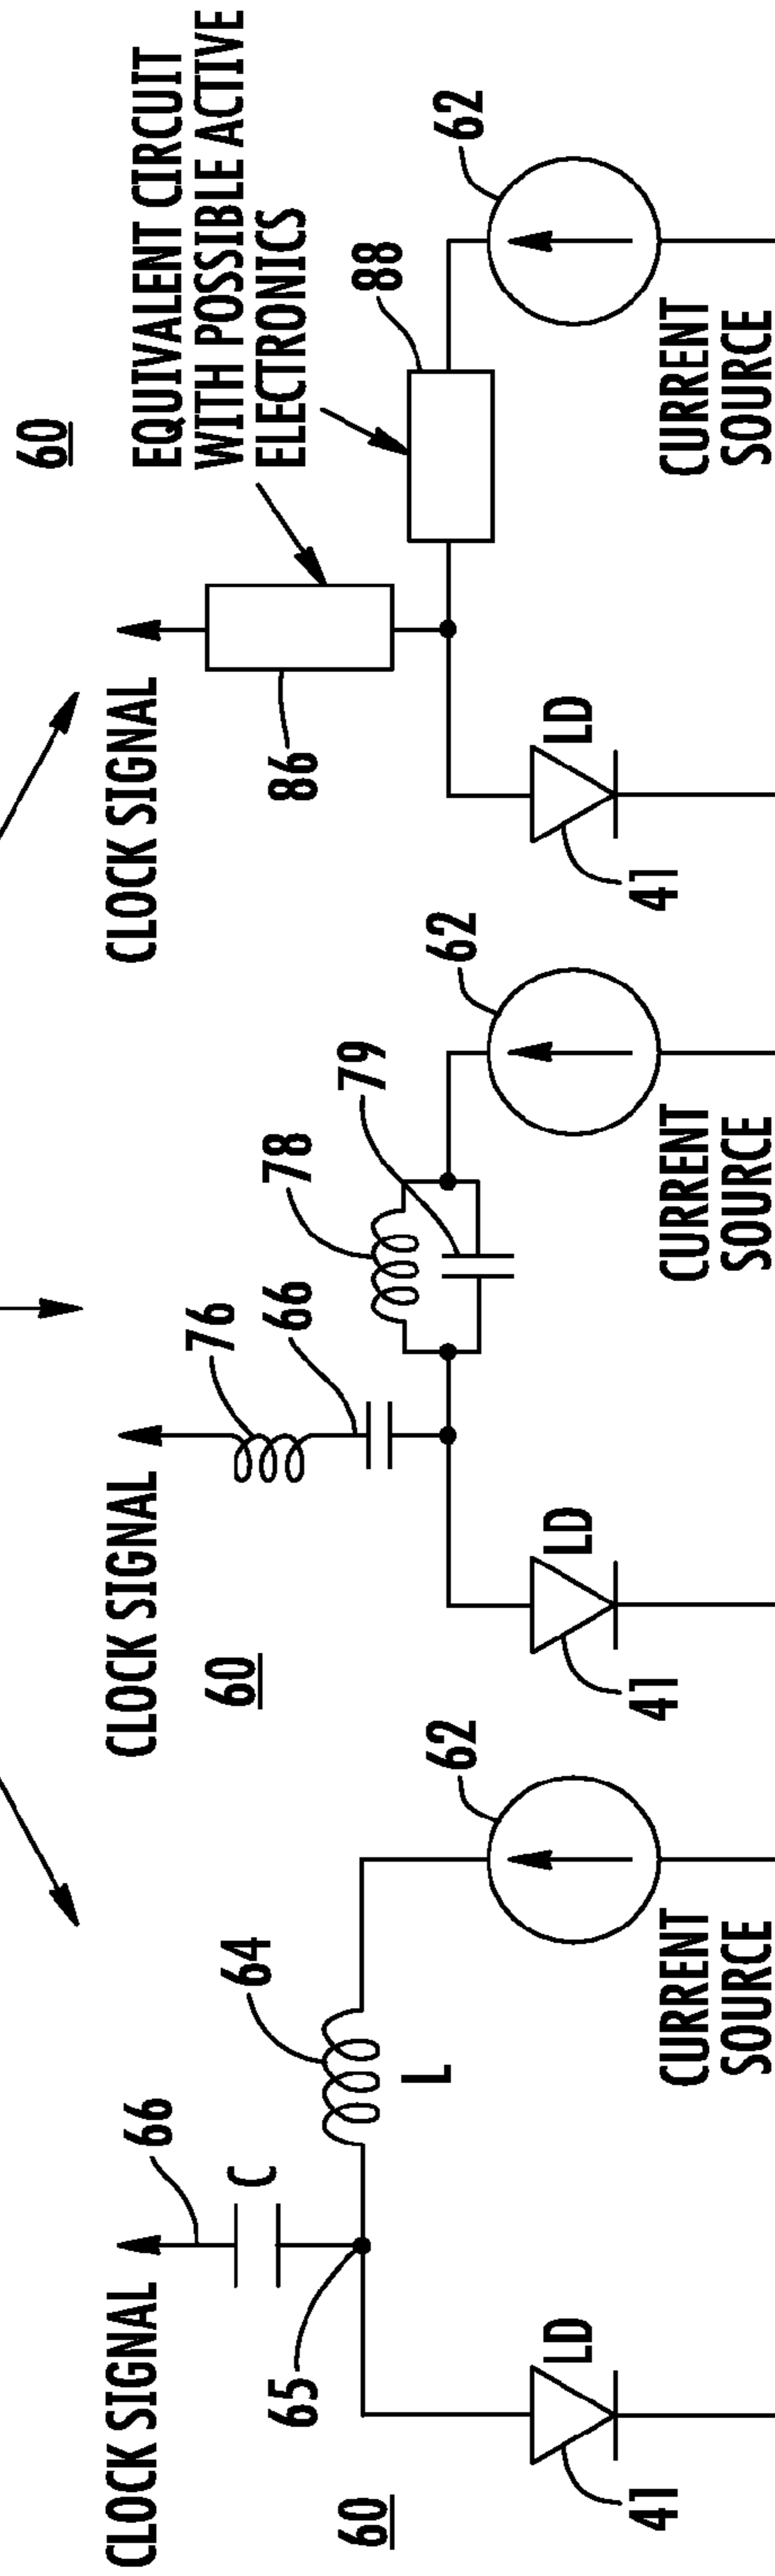 CLOCK SIGNAL
66
C
65
64
L
60
LD
41
62
CURRENT
SOURCE
CLOCK SIGNAL
76
66
78
79
60
LD
41
62
CURRENT
SOURCE
60
EQUIVALENT CIRCUIT
WITH POSSIBLE ACTIVE
ELECTRONICS
CLOCK SIGNAL
86
88
LD
41
62
CURRENT
SOURCE